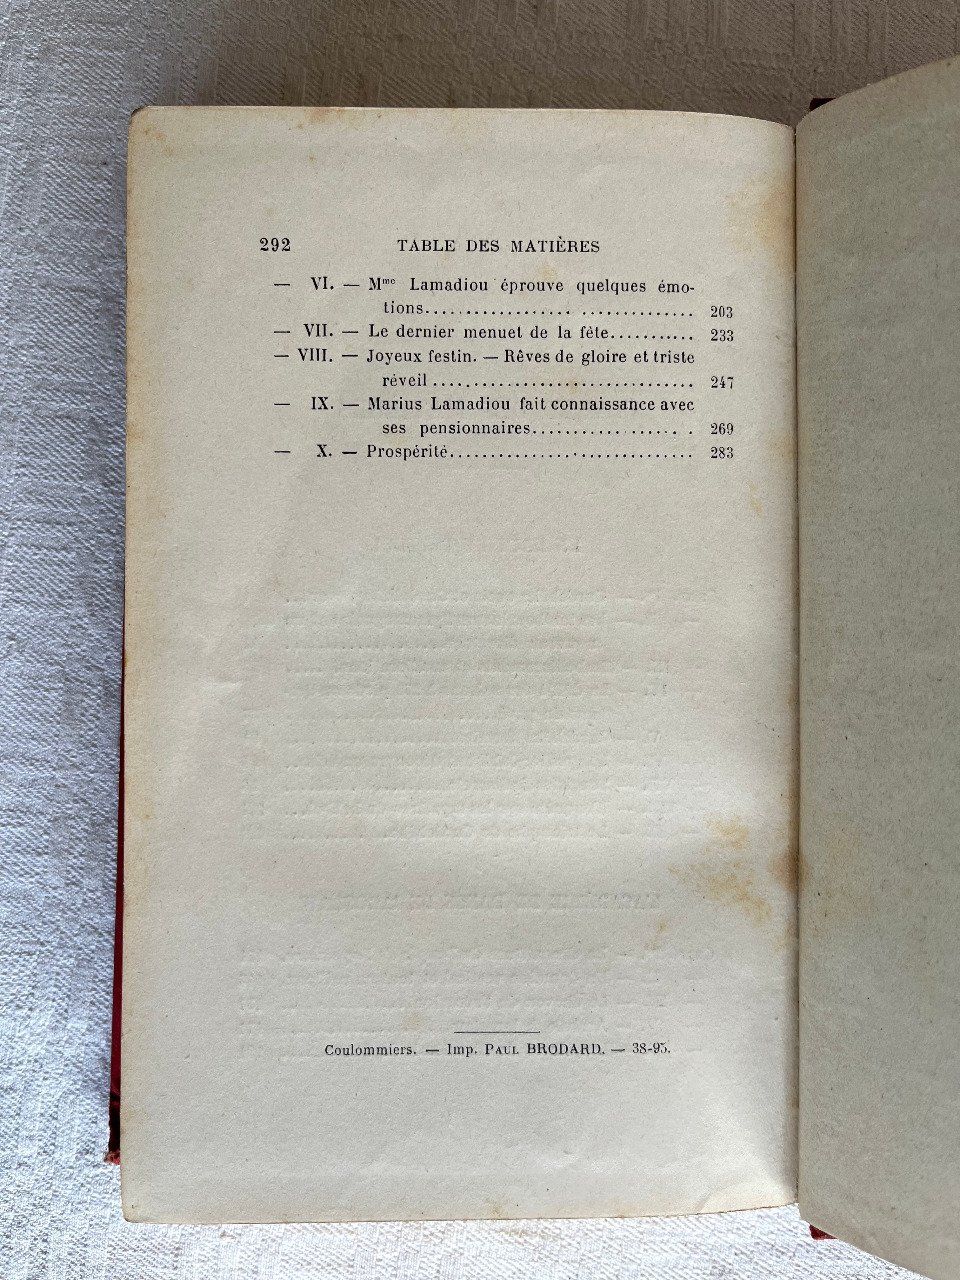 292 TABLE DES MATIÈRES
— VI. — Mᵐᵉ Lamadiou éprouve quelques émo-
tions.................. .............. 203
— VII. — Le dernier menuet de la fête........... 233
— VIII. — Joyeux festin. — Rêves de gloire et triste
réveil ................................ 247
— IX. — Marius Lamadiou fait connaissance avec
ses pensionnaires.................. . 269
— X. — Prospérité.............................. 283
Coulommiers. — Imp. PAUL BRODARD. — 38-95.